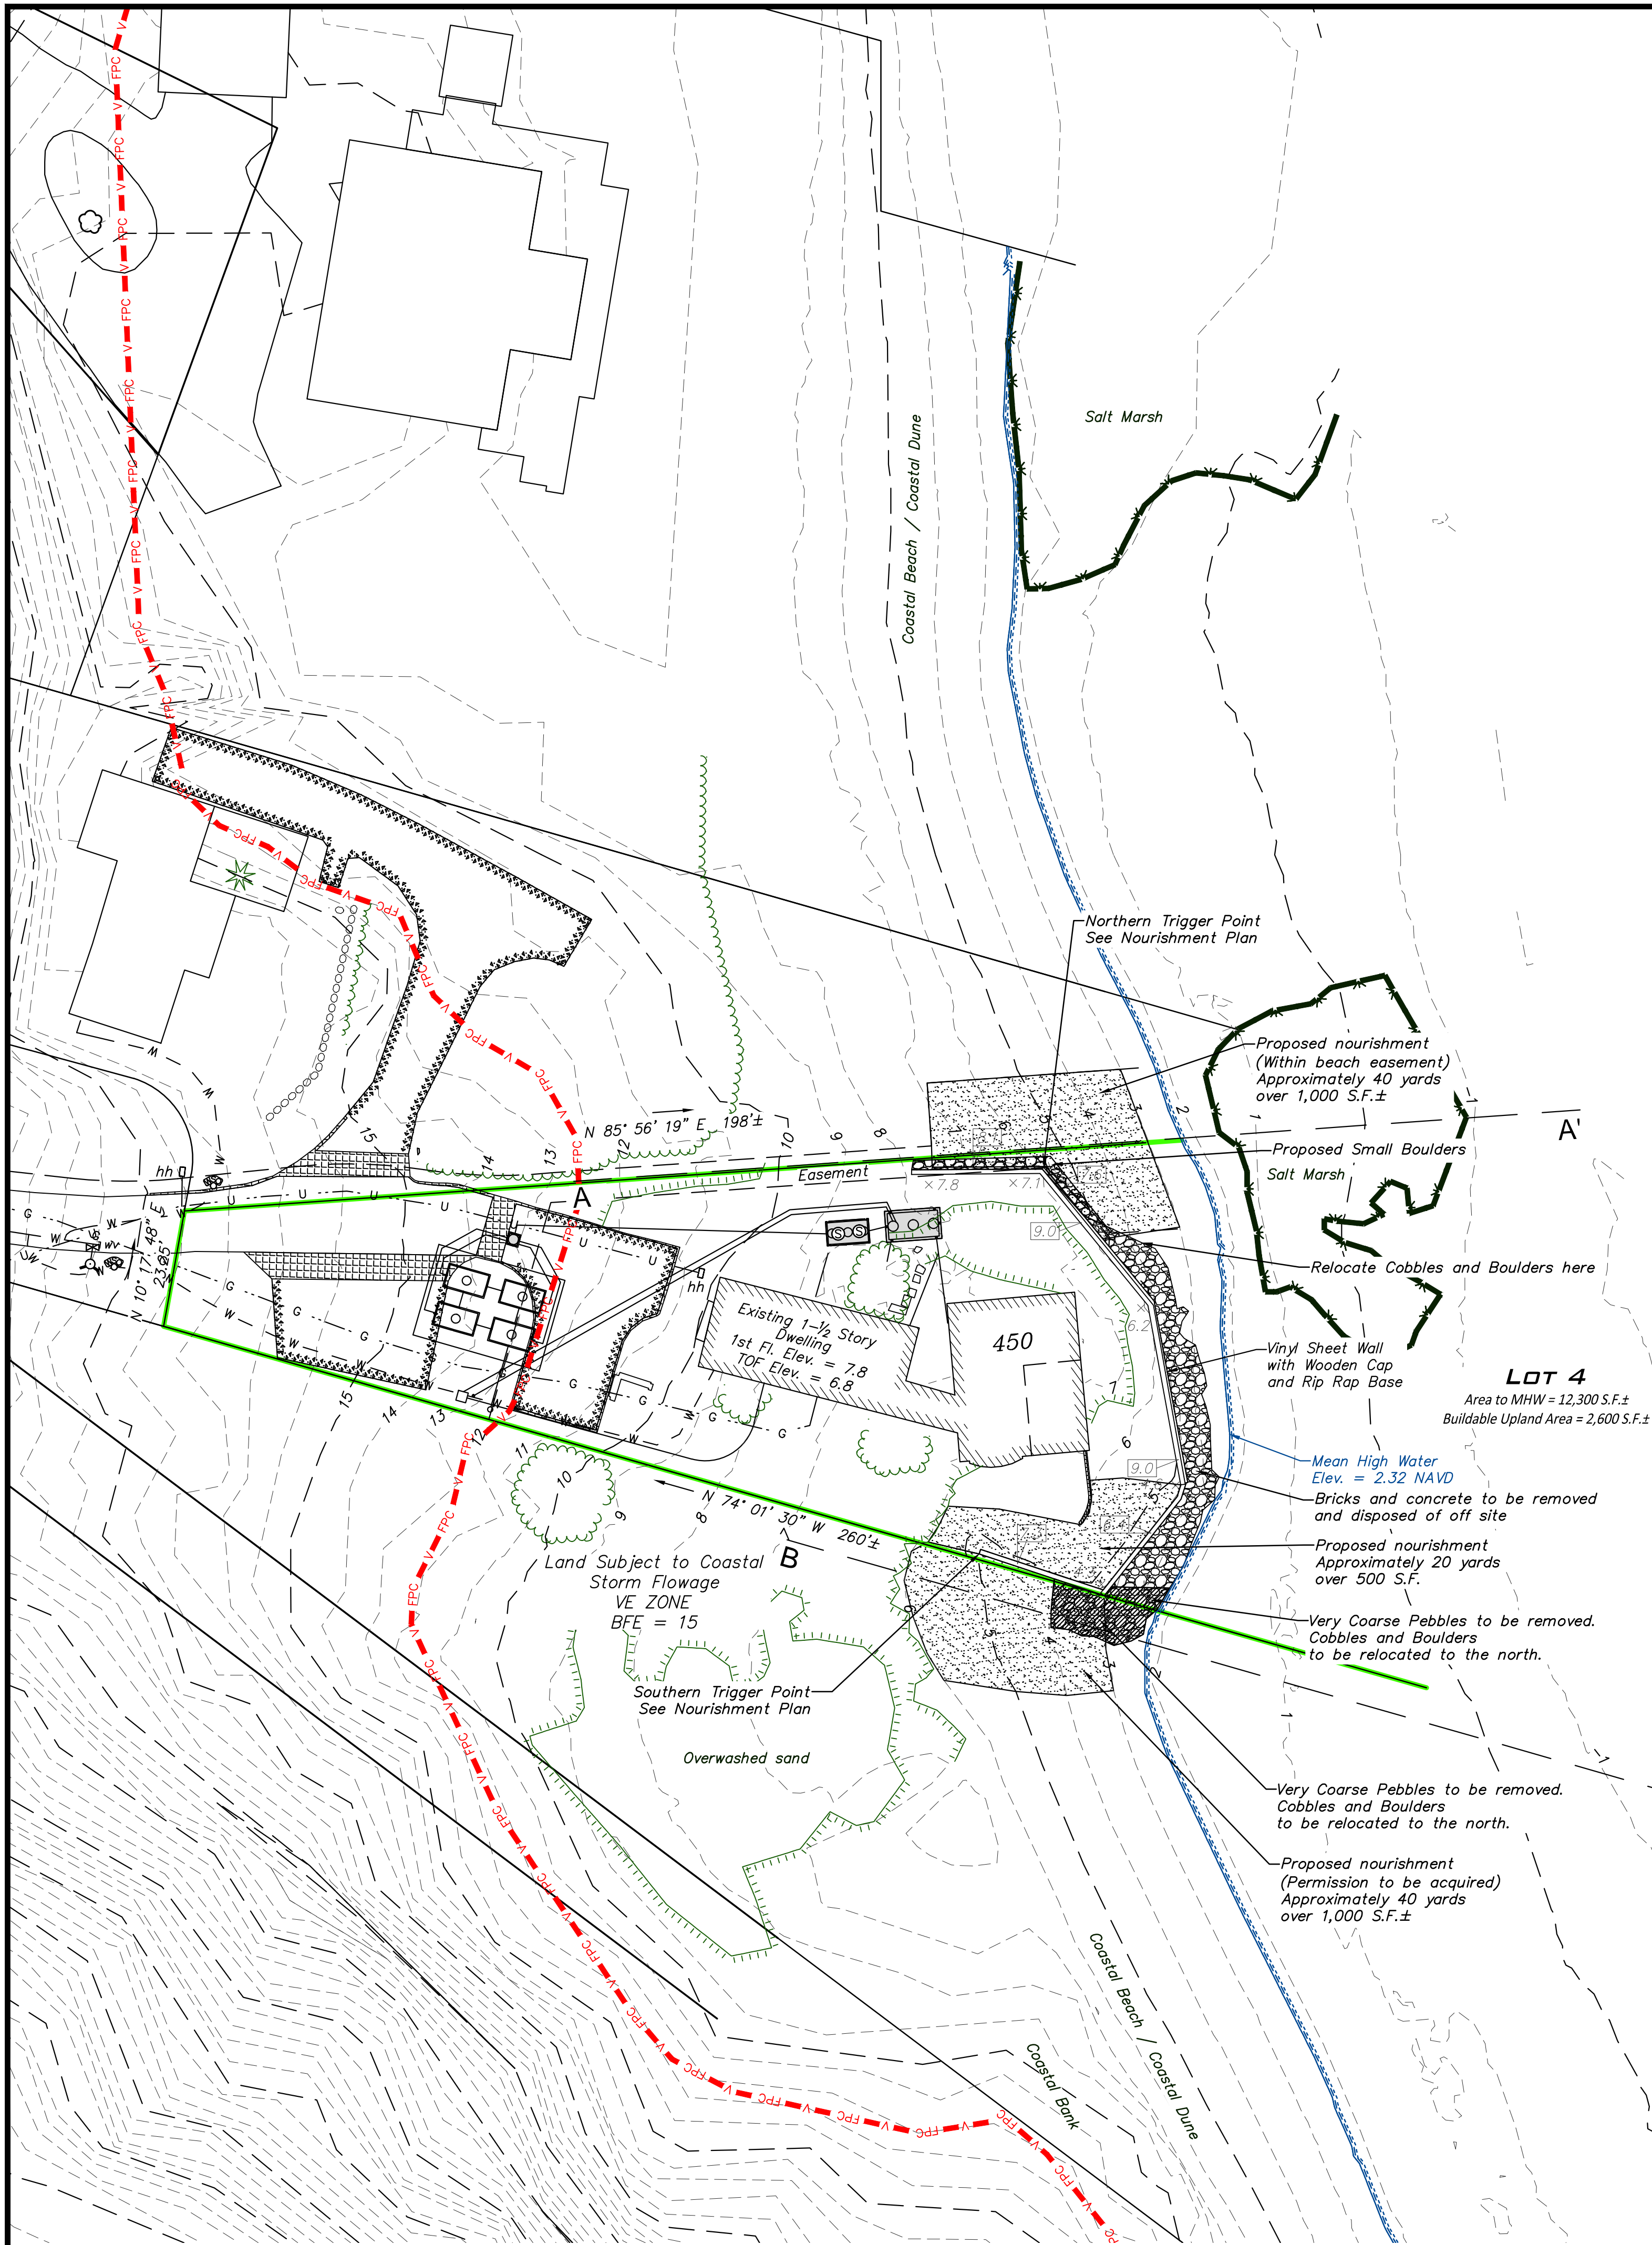 Salt Marsh
Coastal Beach / Coastal Dune
Northern Trigger Point
See Nourishment Plan
Proposed nourishment
(Within beach easement)
Approximately 40 yards
over 1,000 S.F.±
N 85° 56' 19" E 198'±
A'
Proposed Small Boulders
Salt Marsh
Easement
A
hh
N 10° 17' 48" E
23.85'
×7.8
×7.1
9.0
Relocate Cobbles and Boulders here
hh
Existing 1-½ Story
Dwelling
1st Fl. Elev. = 7.8
TOF Elev. = 6.8
450
6.2
Vinyl Sheet Wall
with Wooden Cap
and Rip Rap Base
LOT 4
Area to MHW = 12,300 S.F.±
Buildable Upland Area = 2,600 S.F.±
Mean High Water
Elev. = 2.32 NAVD
9.0
Bricks and concrete to be removed
and disposed of off site
N 74° 01' 30" W 260'±
Proposed nourishment
Approximately 20 yards
over 500 S.F.
B
Land Subject to Coastal
Storm Flowage
VE ZONE
BFE = 15
Very Coarse Pebbles to be removed.
Cobbles and Boulders
to be relocated to the north.
Southern Trigger Point
See Nourishment Plan
Overwashed sand
Very Coarse Pebbles to be removed.
Cobbles and Boulders
to be relocated to the north.
Proposed nourishment
(Permission to be acquired)
Approximately 40 yards
over 1,000 S.F.±
Coastal Beach / Coastal Dune
Coastal Bank